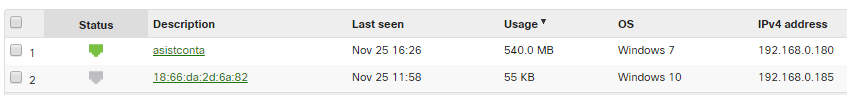 Status Description Last seen Usage OS IPv4 address
1 asistconta Nov 25 16:26 540.0 MB Windows 7 192.168.0.180
2 18:66:da:2d:6a:82 Nov 25 11:58 55 KB Windows 10 192.168.0.185